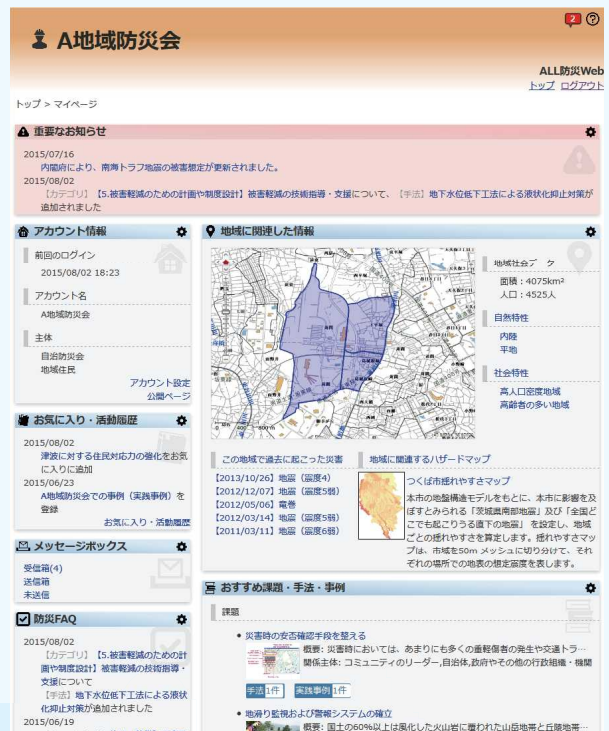 2
A地域防災会
ALL防災Web
トップ ログアウト
トップ > マイページ
重要なお知らせ
2015/07/16
内閣府により、南海トラフ地震の被害想定が更新されました。
2015/08/02
【カテゴリ】【5.被害軽減のための計画や制度設計】被害軽減の技術指導・支援について、【手法】地下水位低下工法による液状化抑止対策が
追加されました
アカウント情報
前回のログイン
2015/08/02 18:23
アカウント名
A地域防災会
主体
自治防災会
地域住民
アカウント設定
公開ページ
お気に入り・活動履歴
2015/08/02
津波に対する住民対応力の強化をお気
に入りに追加
2015/06/23
A地域防災会での事例（実践事例）を
登録
お気に入り・活動履歴
メッセージボックス
受信箱(4)
送信箱
未送信
防災FAQ
2015/08/02
【カテゴリ】【5.被害軽減のための計
画や制度設計】被害軽減の技術指導・
支援について
【手法】地下水位低下工法による液状
化抑止対策が追加されました
2015/06/19
地域に関連した情報
地域社会データ
面積：4075km²
人口：4525人
自然特性
内陸
平地
社会特性
高人口密度地域
高齢者の多い地域
この地域で過去に起こった災害
【2013/10/26】地震（震度4）
【2012/12/07】地震（震度5弱）
【2012/05/06】竜巻
【2012/03/14】地震（震度5弱）
【2011/03/11】地震（震度6弱）
地域に関連するハザードマップ
つくば市揺れやすさマップ
本市の地盤構造モデルをもとに、本市に影響を及
ぼすとみられる「茨城県南部地震」及び「全国ど
こでも起こりうる直下の地震」 を設定し、地域
ごとの揺れやすさを算定します。揺れやすさマッ
プは、市域を50m メッシュに切り分けて、それ
ぞれの場所での地表の想定震度を表します。
おすすめ課題・手法・事例
課題
災害時の安否確認手段を整える
概要: 災害時においては、あまりにも多くの重軽傷者の発生や交通トラ…
関係主体: コミュニティのリーダー,自治体,政府やその他の行政組織・機関
手法 1件 実践事例 1件
地滑り監視および警報システムの確立
概要: 国土の60%以上は風化した火山岩に覆われた山岳地帯と丘陵地帯…